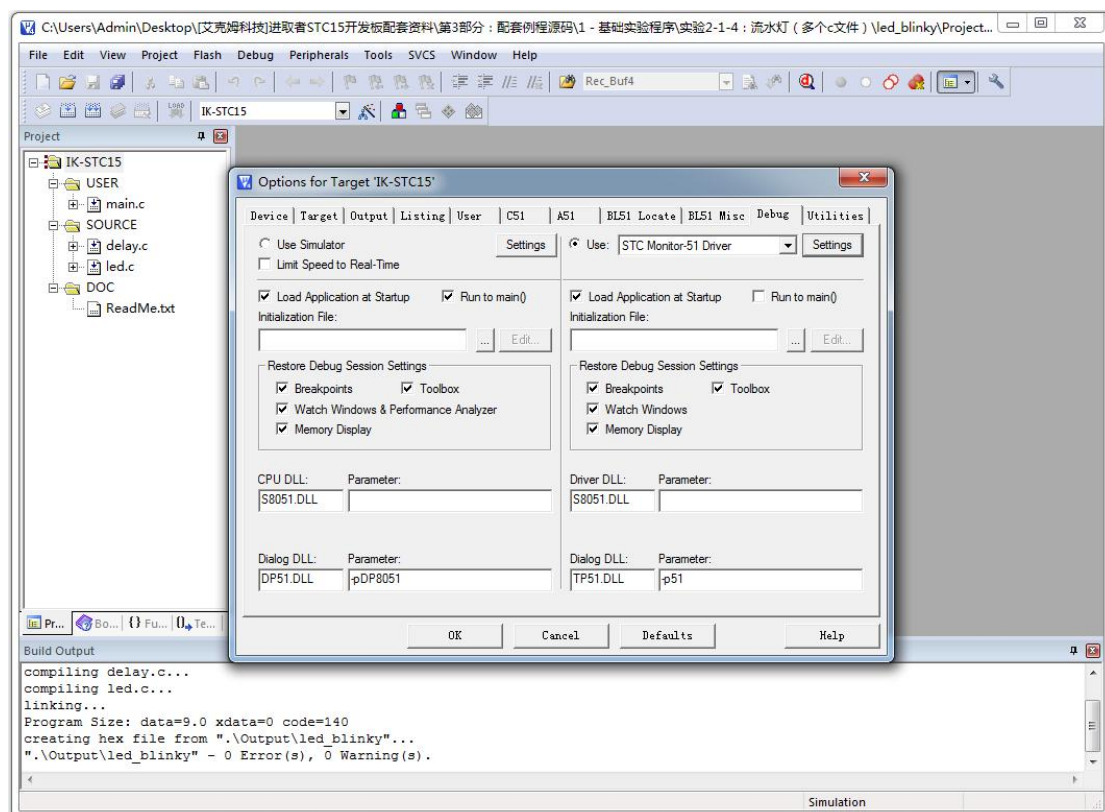 C:\Users\Admin\Desktop\[艾克姆科技]进取者STC15开发板配套资料\第3部分：配套例程源码\1 - 基础实验程序\实验2-1-4：流水灯（多个c文件）\led_blinky\Project...
File Edit View Project Flash Debug Peripherals Tools SVCS Window Help
Rec_Buf4
LOAD IK-STC15
Project
IK-STC15
USER
main.c
SOURCE
delay.c
led.c
DOC
ReadMe.txt
Options for Target 'IK-STC15'
Device Target Output Listing User C51 A51 BL51 Locate BL51 Misc Debug Utilities
Use Simulator Settings Use: STC Monitor-51 Driver Settings
Limit Speed to Real-Time
Load Application at Startup Run to main() Load Application at Startup Run to main()
Initialization File: Initialization File:
... Edit... ... Edit...
Restore Debug Session Settings Restore Debug Session Settings
Breakpoints Toolbox Breakpoints Toolbox
Watch Windows & Performance Analyzer Watch Windows
Memory Display Memory Display
CPU DLL: Parameter: Driver DLL: Parameter:
S8051.DLL S8051.DLL
Dialog DLL: Parameter: Dialog DLL: Parameter:
DP51.DLL -pDP8051 TP51.DLL -p51
OK Cancel Defaults Help
Pr... Bo... {} Fu... Te...
Build Output
compiling delay.c...
compiling led.c...
linking...
Program Size: data=9.0 xdata=0 code=140
creating hex file from ".\Output\led_blinky"...
".\Output\led_blinky" - 0 Error(s), 0 Warning(s).
Simulation